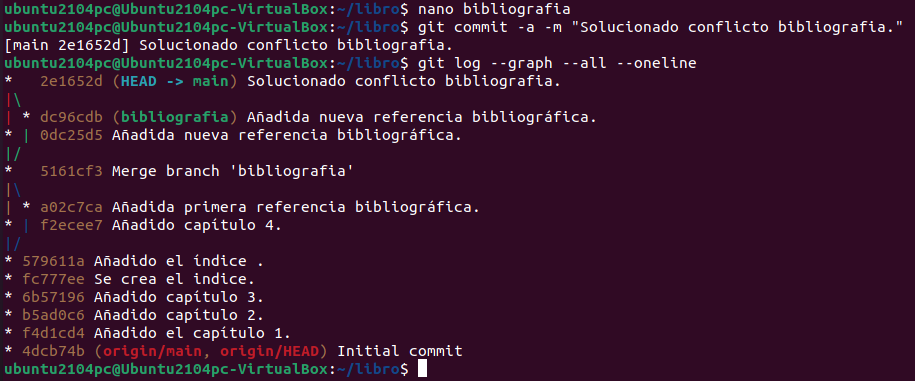 ubuntu2104pc@Ubuntu2104pc-VirtualBox:~/libro$ nano bibliografia
ubuntu2104pc@Ubuntu2104pc-VirtualBox:~/libro$ git commit -a -m "Solucionado conflicto bibliografia."
[main 2e1652d] Solucionado conflicto bibliografia.
ubuntu2104pc@Ubuntu2104pc-VirtualBox:~/libro$ git log --graph --all --oneline
*   2e1652d (HEAD -> main) Solucionado conflicto bibliografia.
|\
| * dc96cdb (bibliografia) Añadida nueva referencia bibliográfica.
* | 0dc25d5 Añadida nueva referencia bibliográfica.
|/
*   5161cf3 Merge branch 'bibliografia'
|\
| * a02c7ca Añadida primera referencia bibliográfica.
* | f2ecee7 Añadido capítulo 4.
|/
* 579611a Añadido el índice .
* fc777ee Se crea el indice.
* 6b57196 Añadido capítulo 3.
* b5ad0c6 Añadido capítulo 2.
* f4d1cd4 Añadido el capítulo 1.
* 4dcb74b (origin/main, origin/HEAD) Initial commit
ubuntu2104pc@Ubuntu2104pc-VirtualBox:~/libro$